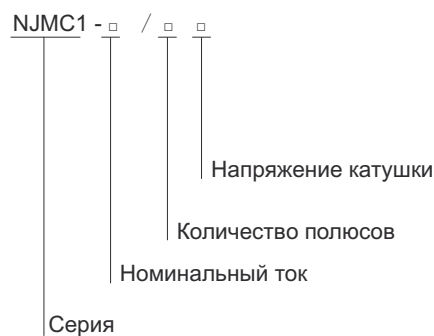 NJMC1 - □ / □ □
Напряжение катушки
Количество полюсов
Номинальный ток
Серия